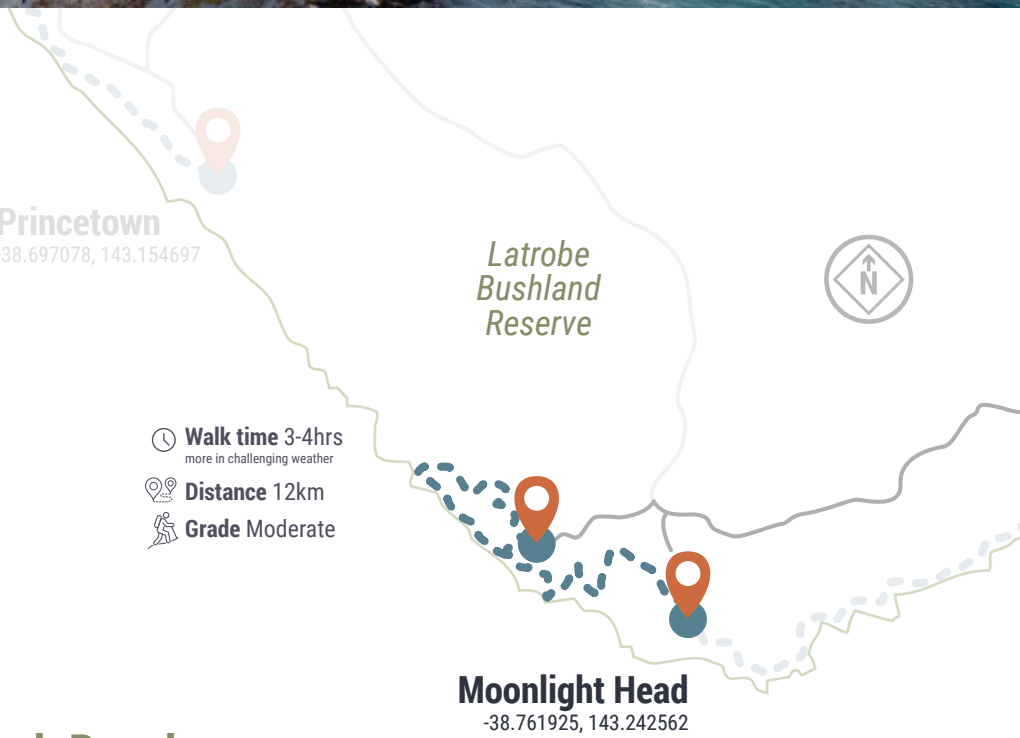 Princetown
-38.697078, 143.154697
Latrobe
Bushland
Reserve
N
Walk time 3-4hrs
more in challenging weather
Distance 12km
Grade Moderate
Moonlight Head
-38.761925, 143.242562